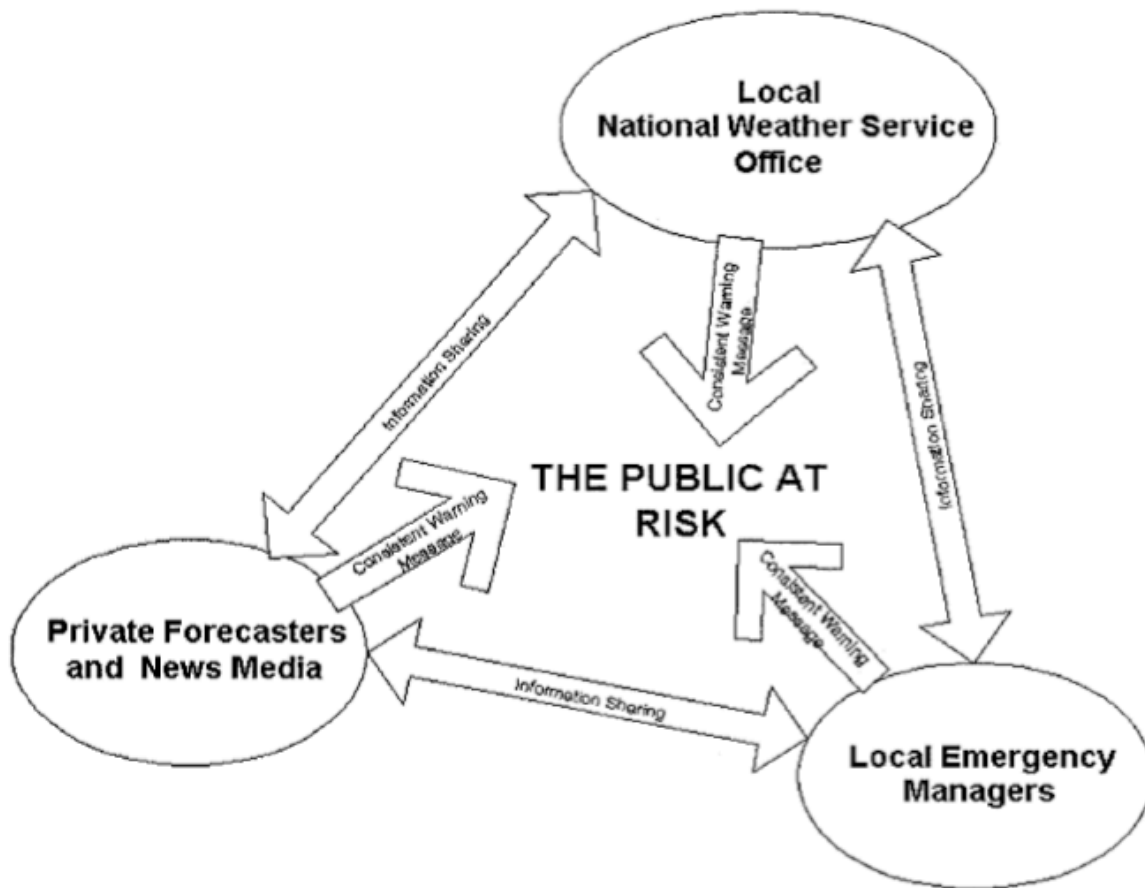 Local
National Weather Service
Office
Information Sharing
Consistent Warning
Message
Information Sharing
THE PUBLIC AT
RISK
Consistent Warning
Message
Consistent Warning
Message
Private Forecasters
and News Media
Information Sharing
Local Emergency
Managers